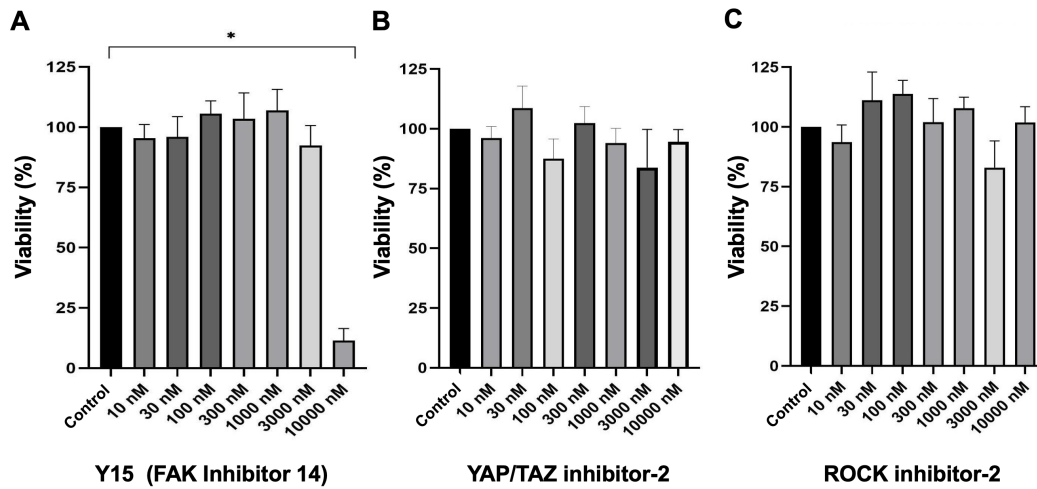 A
*
125
100
75
50
25
0
Viability (%)
Control
10 nM
30 nM
100 nM
300 nM
1000 nM
3000 nM
10000 nM
Y15 (FAK Inhibitor 14)
B
125
100
75
50
25
0
Viability (%)
Control
10 nM
30 nM
100 nM
300 nM
1000 nM
3000 nM
10000 nM
YAP/TAZ inhibitor-2
C
125
100
75
50
25
0
Viability (%)
Control
10 nM
30 nM
100 nM
300 nM
1000 nM
3000 nM
10000 nM
ROCK inhibitor-2